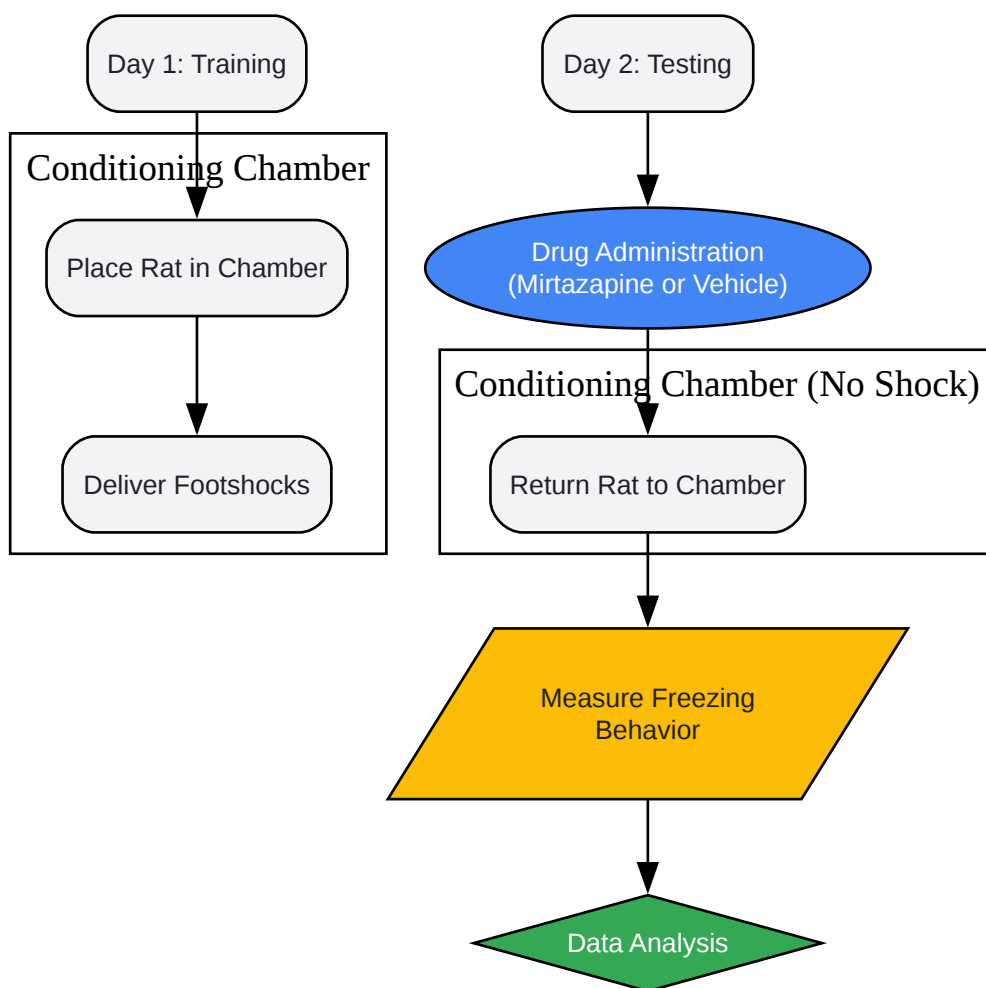 Day 1: Training
Conditioning Chamber
Place Rat in Chamber
Deliver Footshocks
Day 2: Testing
Drug Administration
(Mirtazapine or Vehicle)
Conditioning Chamber (No Shock)
Return Rat to Chamber
Measure Freezing
Behavior
Data Analysis